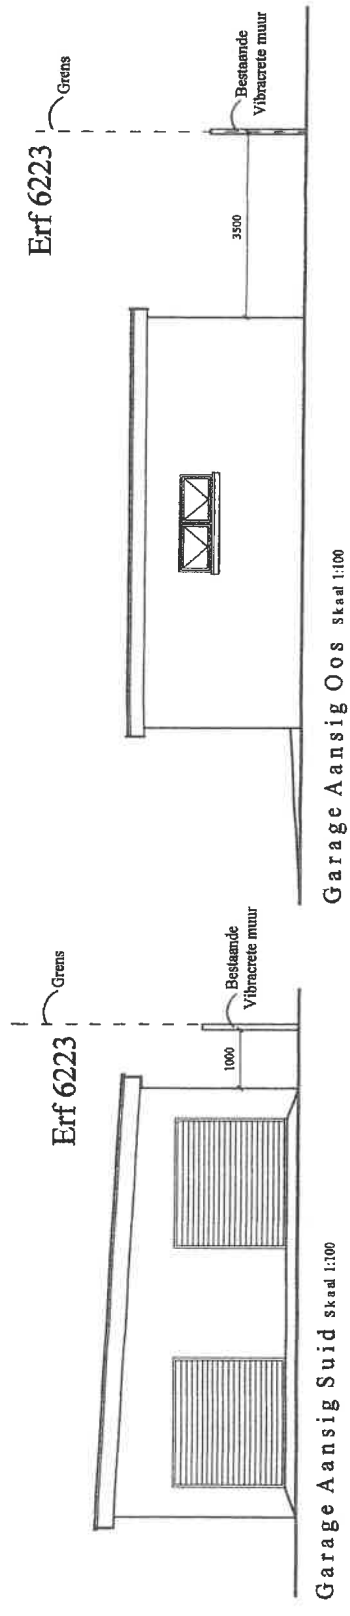 Erf 6223
Grens
1000
Bestaande
Vibracrete muur
Garage Aansig Suid Skaal 1:100
Erf 6223
Grens
3500
Bestaande
Vibracrete muur
Garage Aansig Oos Skaal 1:100